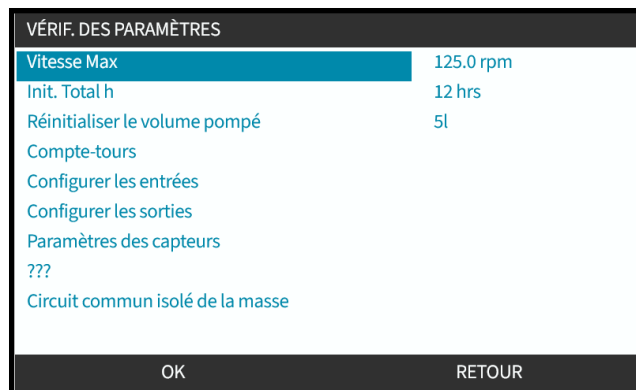 VÉRIF. DES PARAMÈTRES
Vitesse Max 125.0 rpm
Init. Total h 12 hrs
Réinitialiser le volume pompé 5l
Compte-tours
Configurer les entrées
Configurer les sorties
Paramètres des capteurs
???
Circuit commun isolé de la masse
OK RETOUR